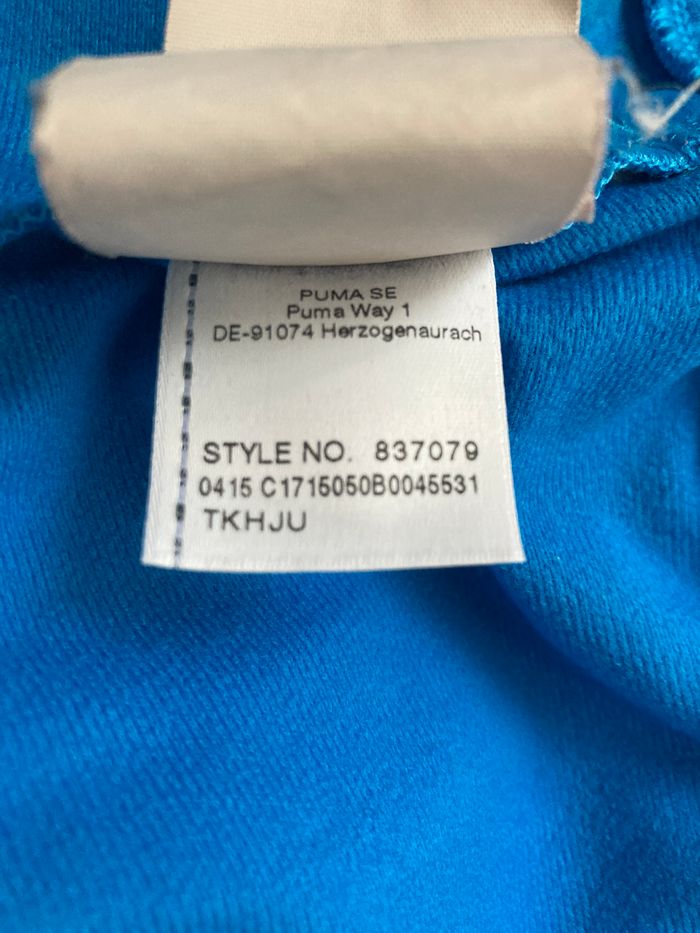 PUMA SE
Puma Way 1
DE-91074 Herzogenaurach
STYLE NO. 837079
0415 C1715050B0045531
TKHJU